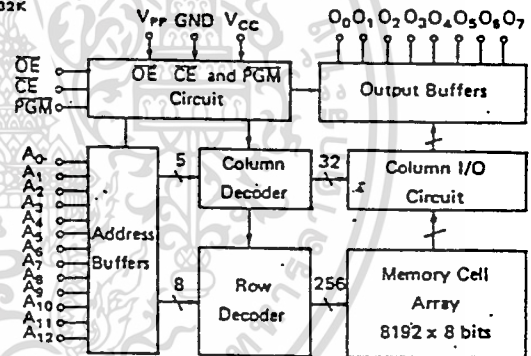 32K
VPP GND VCC
O0 O1 O2 O3 O4 O5 O6 O7
OE
CE
PGM
OE CE and PGM
Circuit
Output Buffers
A0
A1
A2
A3
A4
A5
A6
A7
A8
A9
A10
A11
A12
Address
Buffers
5
Column
Decoder
32
Column I/O
Circuit
8
Row
Decoder
256
Memory Cell
Array
8192 x 8 bits